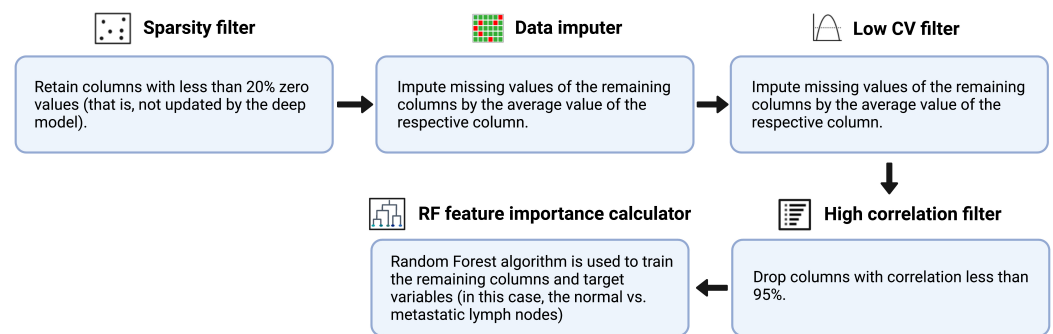 Sparsity filter
Retain columns with less than 20% zero
values (that is, not updated by the deep
model).
Data imputer
Impute missing values of the remaining
columns by the average value of the
respective column.
Low CV filter
Impute missing values of the remaining
columns by the average value of the
respective column.
High correlation filter
Drop columns with correlation less than
95%.
RF feature importance calculator
Random Forest algorithm is used to train
the remaining columns and target
variables (in this case, the normal vs.
metastatic lymph nodes)